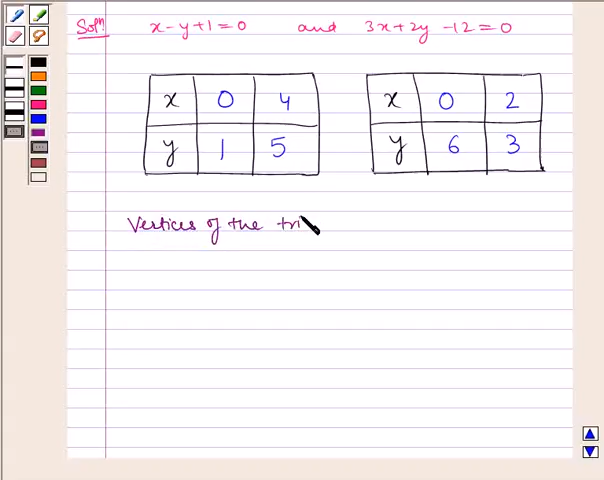 Soln. x-y+1=0 and 3x+2y-12=0
x 0 4 x 0 2
y 1 5 y 6 3
Vertices of the tri